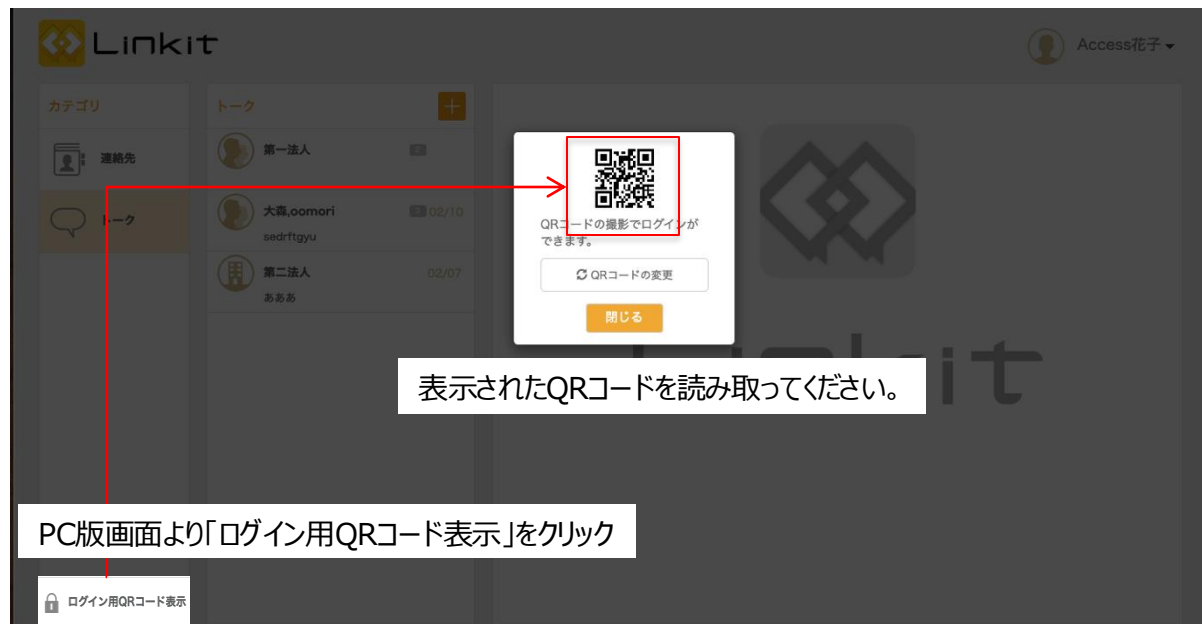 Linkit
Access花子
カテゴリ
トーク
連絡先
第一法人
トーク
大森,oomori
02/10
sedrftgyu
第二法人
02/07
あああ
QRコードの撮影でログインが
できます。
QRコードの変更
閉じる
表示されたQRコードを読み取ってください。
PC版画面より「ログイン用QRコード表示」をクリック
ログイン用QRコード表示